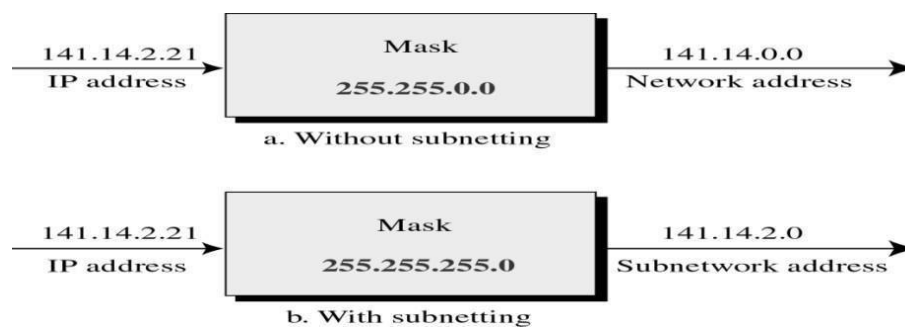 141.14.2.21
IP address
Mask
255.255.0.0
141.14.0.0
Network address
a. Without subnetting
141.14.2.21
IP address
Mask
255.255.255.0
141.14.2.0
Subnetwork address
b. With subnetting